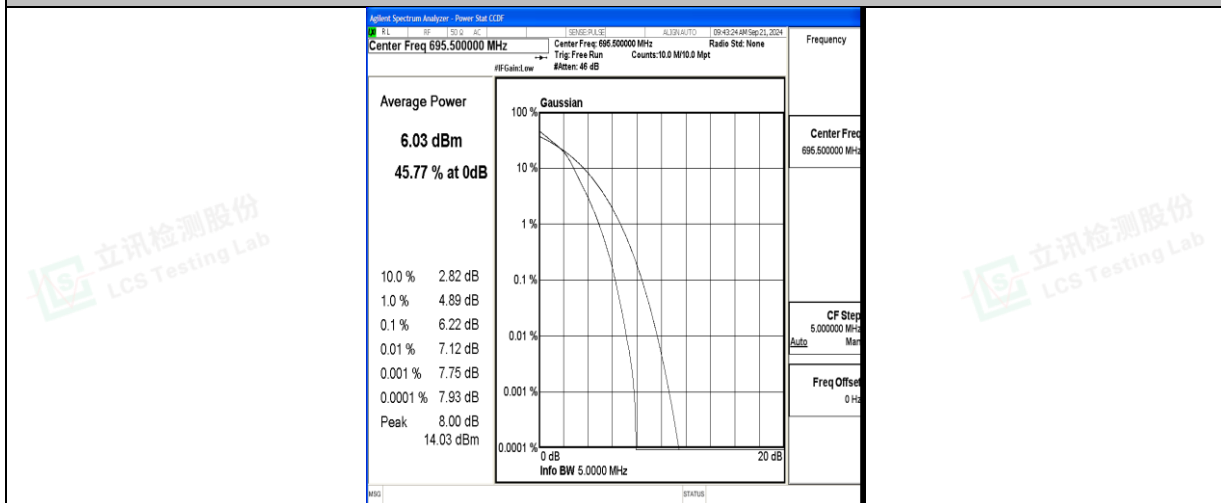 Agilent Spectrum Analyzer - Power Stat CCDF
RL RF 50 Ω AC SENSE:PULSE ALIGN AUTO 09:43:24 AM Sep 21, 2024
Center Freq 695.500000 MHz
Center Freq: 695.500000 MHz Radio Std: None
Trig: Free Run Counts:10.0 M/10.0 Mpt
#IFGain:Low #Atten: 46 dB
Frequency
Average Power
6.03 dBm
45.77 % at 0dB
10.0 % 2.82 dB
1.0 % 4.89 dB
0.1 % 6.22 dB
0.01 % 7.12 dB
0.001 % 7.75 dB
0.0001 % 7.93 dB
Peak 8.00 dB
14.03 dBm
Gaussian
100 %
10 %
1 %
0.1 %
0.01 %
0.001 %
0.0001 %
0 dB 20 dB
Info BW 5.0000 MHz
Center Freq
695.500000 MHz
CF Step
5.000000 MHz
Auto Man
Freq Offset
0 Hz
MSG STATUS
立讯检测股份
LCS Testing Lab
立讯检测股份
LCS Testing Lab